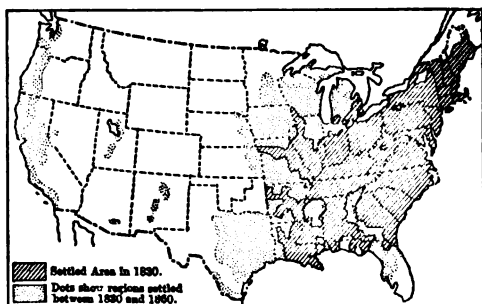 Settled Area in 1830.
Dots show regions settled
between 1830 and 1860.